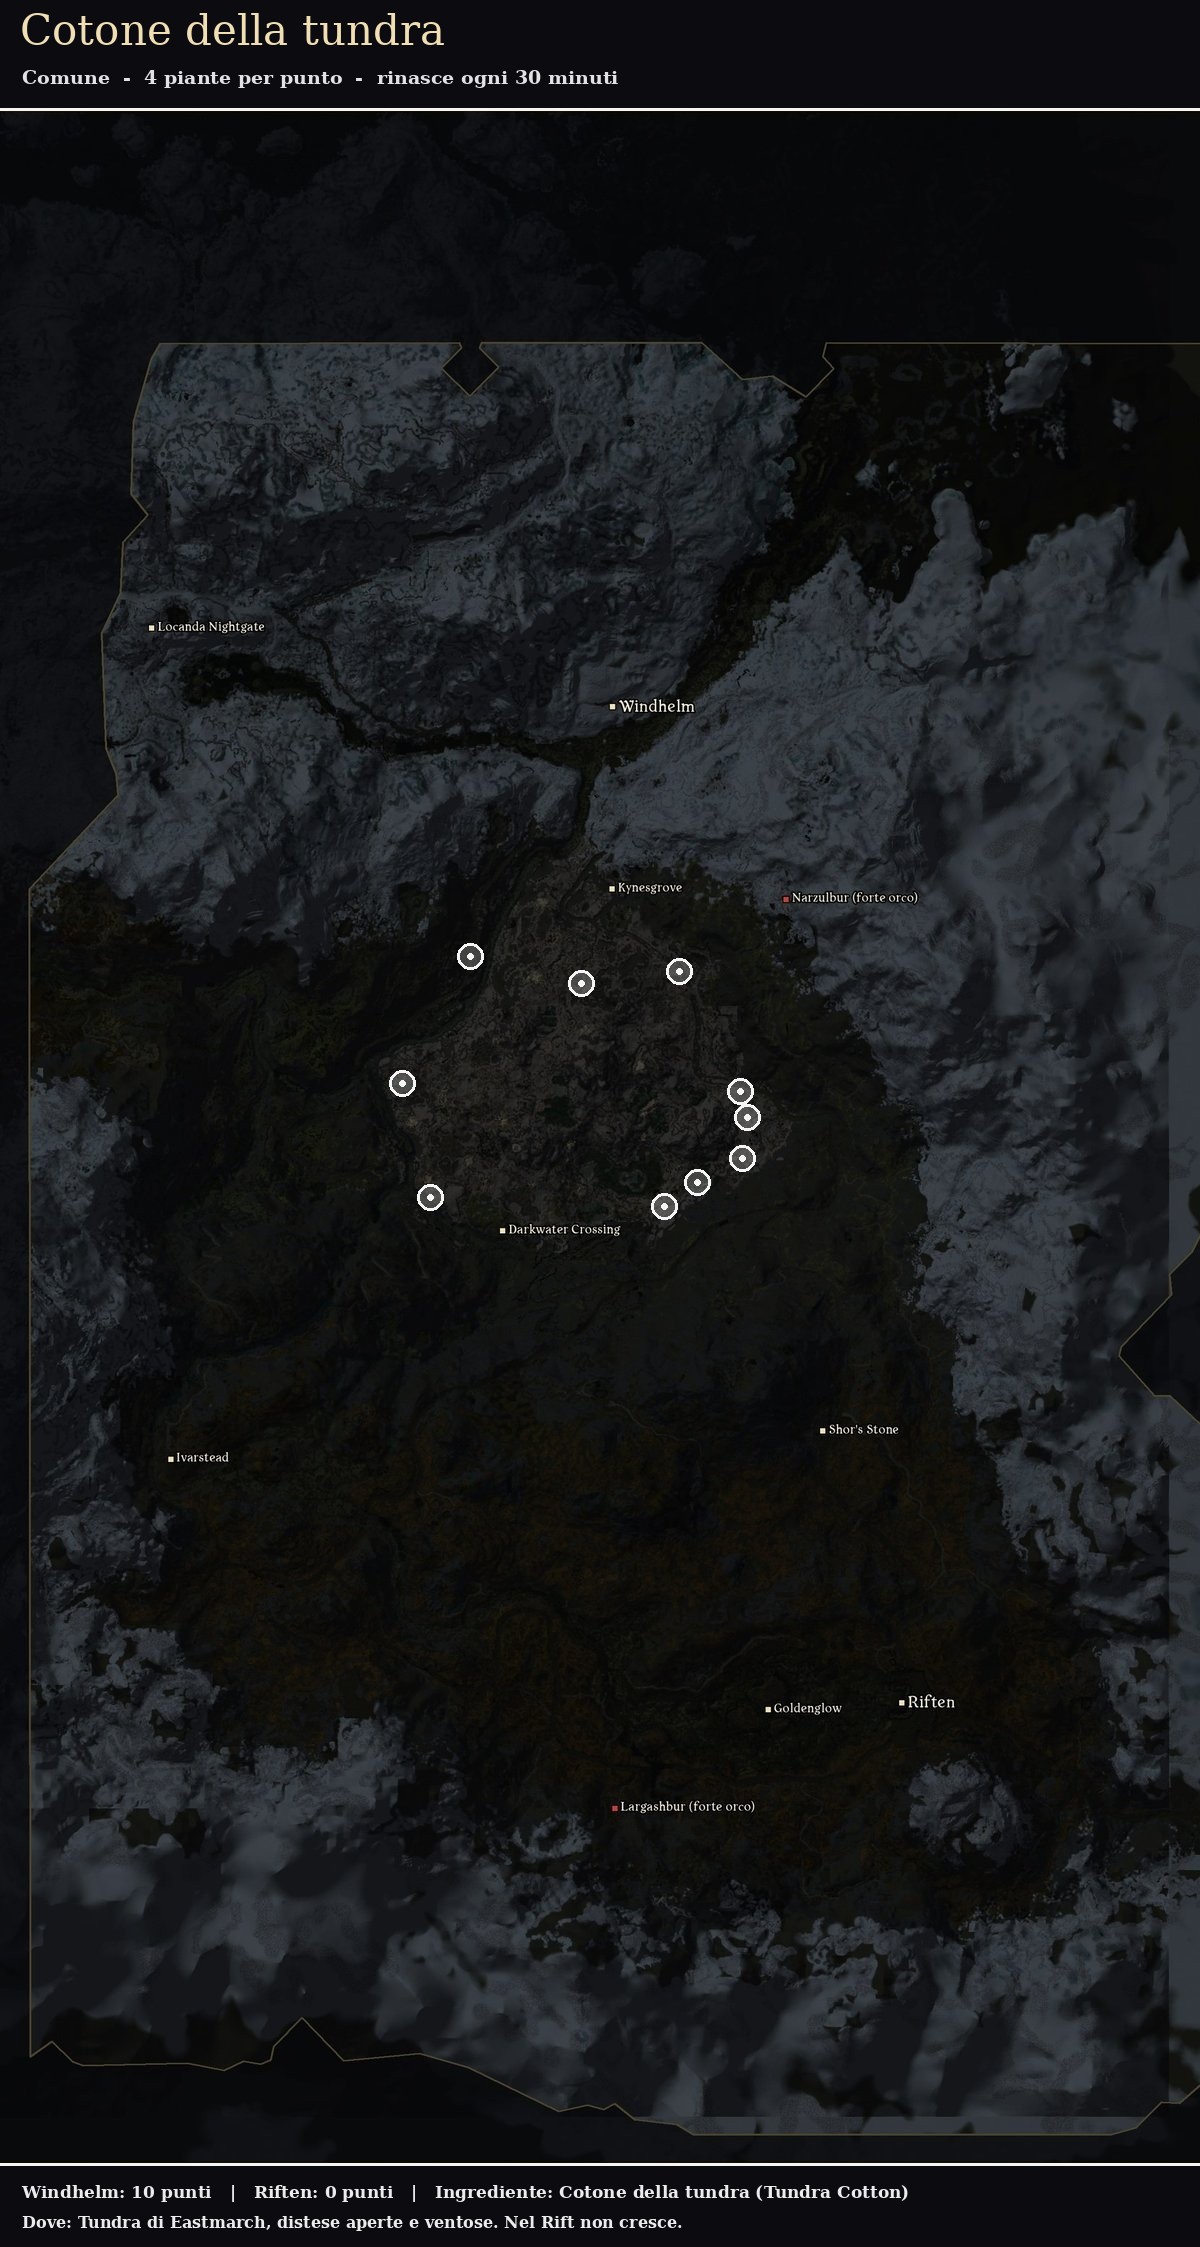 Cotone della tundra
Comune - 4 piante per punto - rinasce ogni 30 minuti
Locanda Nightgate
Windhelm
Kynesgrove
Narzulbur (forte orco)
Darkwater Crossing
Shor's Stone
Ivarstead
Riften
Goldenglow
Largashbur (forte orco)
Windhelm: 10 punti | Riften: 0 punti | Ingrediente: Cotone della tundra (Tundra Cotton)
Dove: Tundra di Eastmarch, distese aperte e ventose. Nel Rift non cresce.